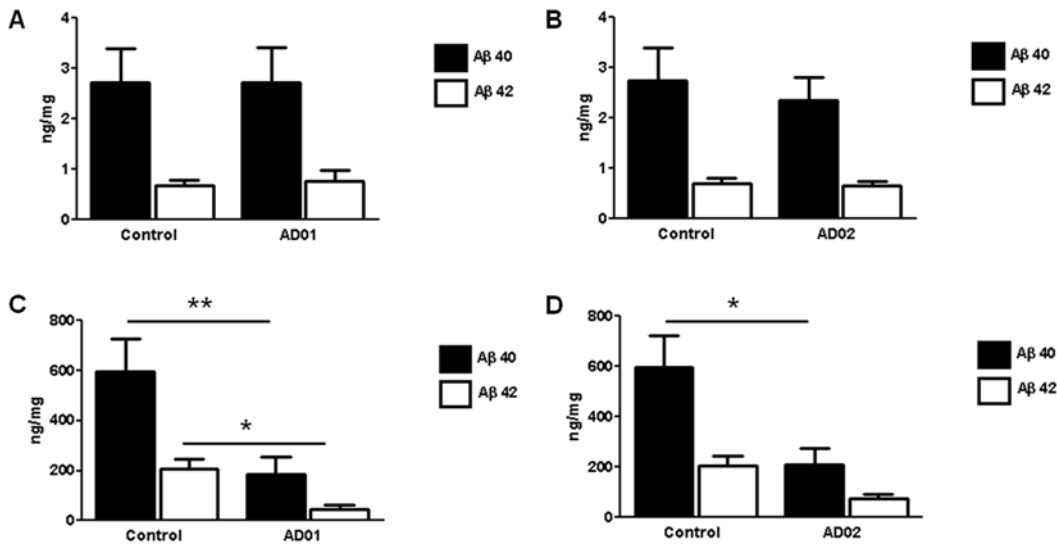 A
4
3
2
1
0
ng/mg
Control
AD01
Aβ 40
Aβ 42
B
4
3
2
1
0
ng/mg
Control
AD02
Aβ 40
Aβ 42
C
**
800
600
400
200
0
ng/mg
*
Control
AD01
Aβ 40
Aβ 42
D
*
800
600
400
200
0
ng/mg
Control
AD02
Aβ 40
Aβ 42